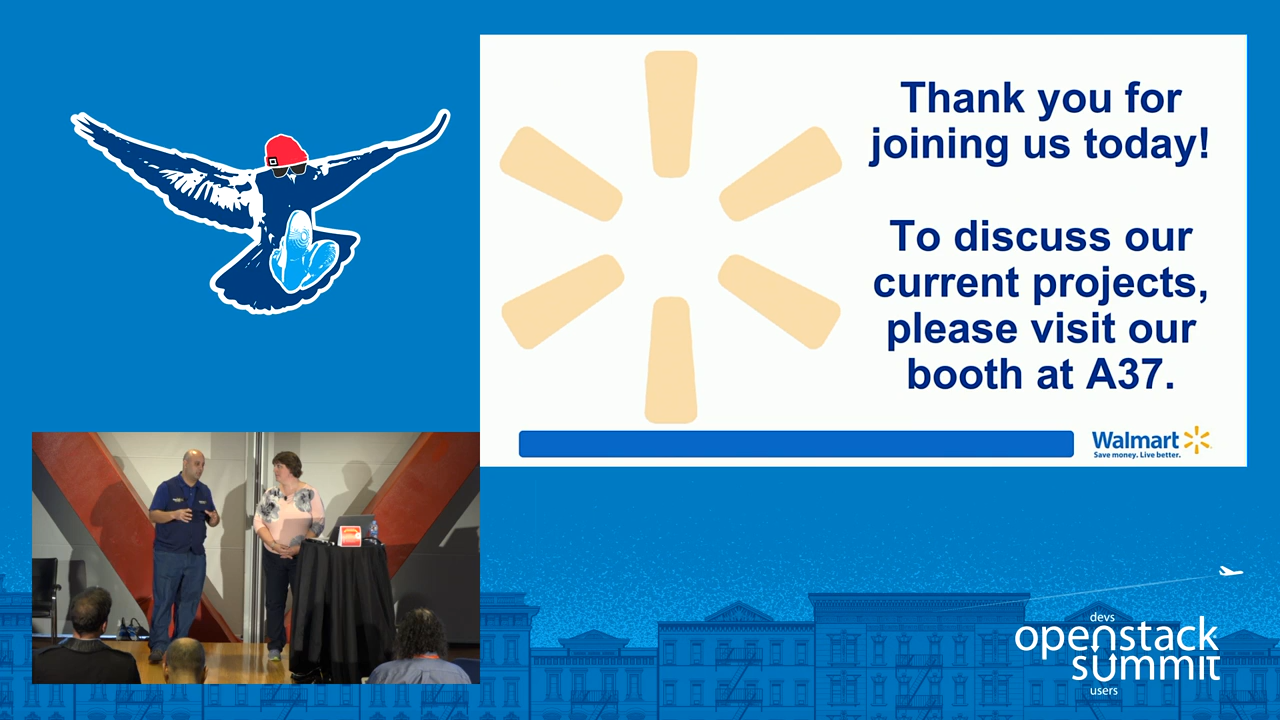 Thank you for
joining us today!
To discuss our
current projects,
please visit our
booth at A37.
Walmart
Save money. Live better.
devs
openstack
summit
users